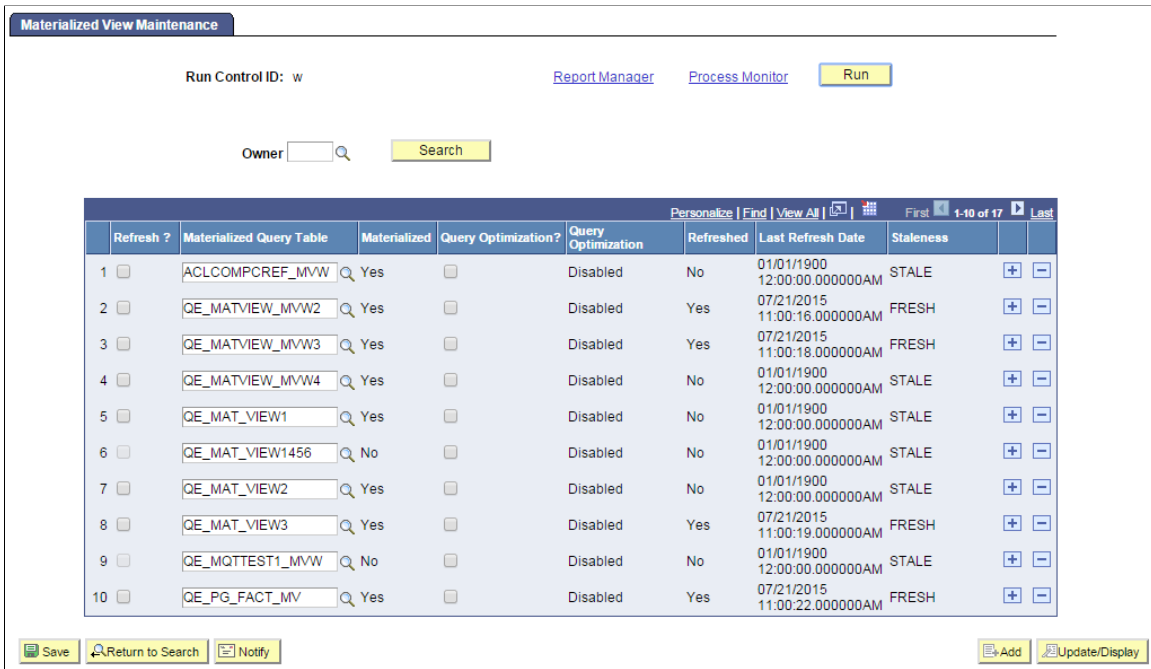 Materialized View Maintenance
Run Control ID: w Report Manager Process Monitor Run
Owner Search
Personalize | Find | View All | | First 1-10 of 17 Last
Refresh ? Materialized Query Table Materialized Query Optimization? Query Optimization Refreshed Last Refresh Date Staleness
1 ACLCOMPCREF_MVW Yes Disabled No 01/01/1900 12:00:00.000000AM STALE
2 QE_MATVIEW_MVW2 Yes Disabled Yes 07/21/2015 11:00:16.000000AM FRESH
3 QE_MATVIEW_MVW3 Yes Disabled Yes 07/21/2015 11:00:18.000000AM FRESH
4 QE_MATVIEW_MVW4 Yes Disabled No 01/01/1900 12:00:00.000000AM STALE
5 QE_MAT_VIEW1 Yes Disabled No 01/01/1900 12:00:00.000000AM STALE
6 QE_MAT_VIEW1456 No Disabled No 01/01/1900 12:00:00.000000AM STALE
7 QE_MAT_VIEW2 Yes Disabled No 01/01/1900 12:00:00.000000AM STALE
8 QE_MAT_VIEW3 Yes Disabled Yes 07/21/2015 11:00:19.000000AM FRESH
9 QE_MQTTEST1_MVW No Disabled No 01/01/1900 12:00:00.000000AM STALE
10 QE_PG_FACT_MV Yes Disabled Yes 07/21/2015 11:00:22.000000AM FRESH
Save Return to Search Notify Add Update/Display